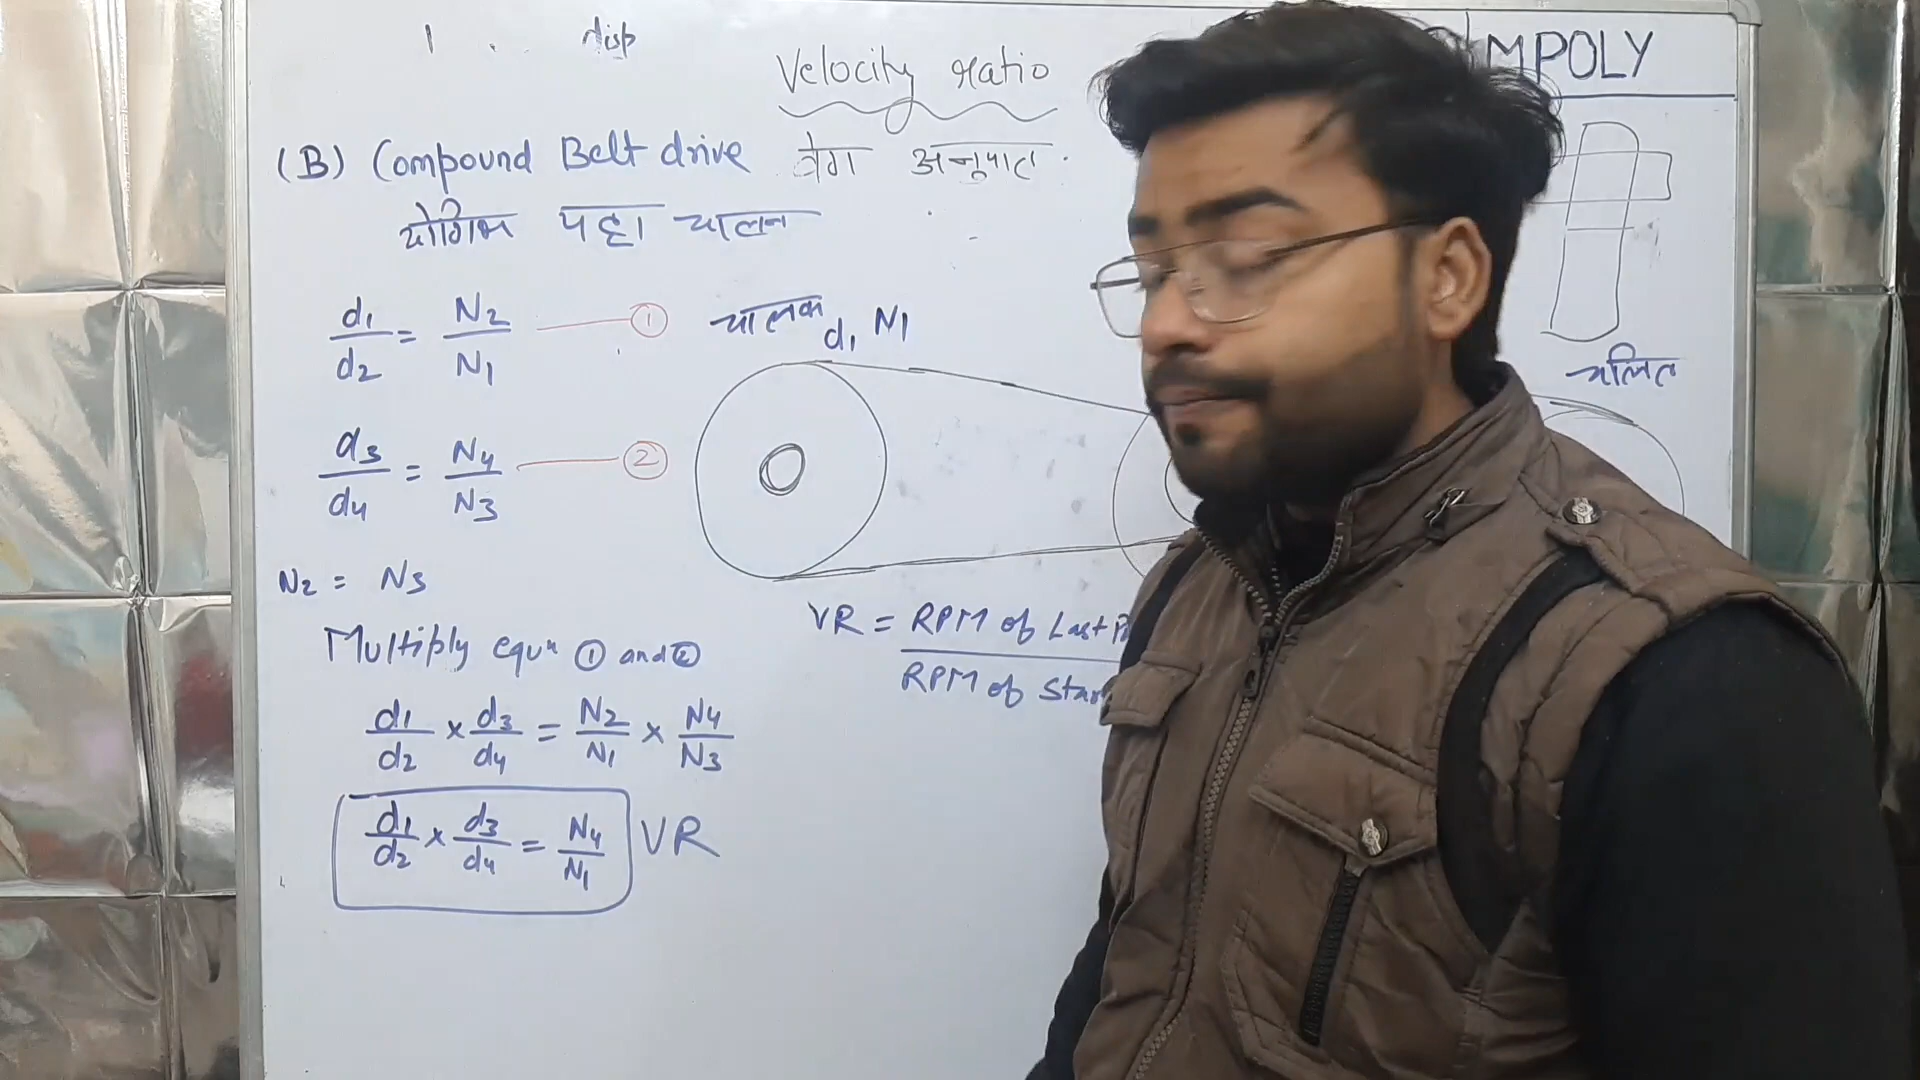 disp
Velocity ratio
MPOLY
(B) Compound Belt drive
वेग अनुपात
यौगिक पट्टा चालन
d1/d2 = N2/N1 ①
चालक
d1 N1
चलित
d3/d4 = N4/N3 ②
N2 = N3
Multiply equn ① and ②
VR = RPM of Last
RPM of
d1/d2 × d3/d4 = N2/N1 × N4/N3
d1/d2 × d3/d4 = N4/N1 VR